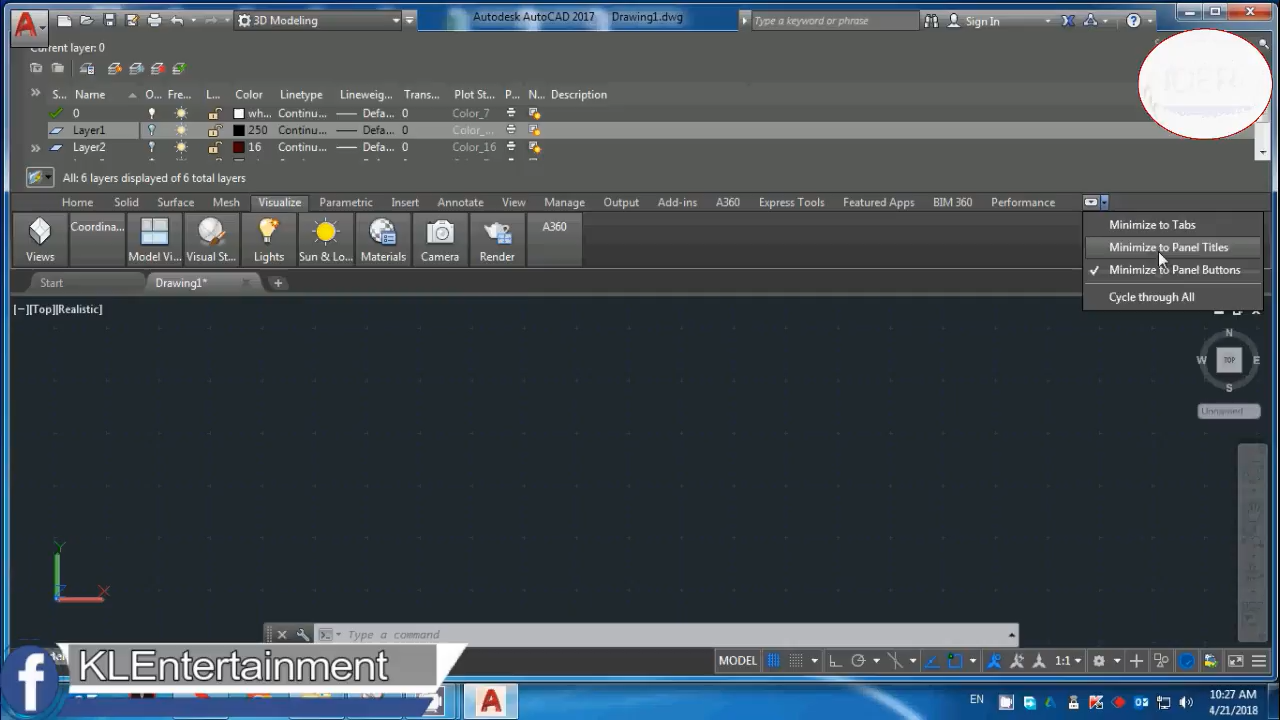 3D Modeling
Autodesk AutoCAD 2017 Drawing1.dwg
Type a keyword or phrase
Sign In
Current layer: 0
S... Name O... Fre... L... Color Linetype Lineweig... Trans... Plot St... P... N... Description
0 wh... Continu... Defa... 0 Color_7
Layer1 250 Continu... Defa... 0 Color_...
Layer2 16 Continu... Defa... 0 Color_16
All: 6 layers displayed of 6 total layers
Home Solid Surface Mesh Visualize Parametric Insert Annotate View Manage Output Add-ins A360 Express Tools Featured Apps BIM 360 Performance
Minimize to Tabs
Minimize to Panel Titles
Minimize to Panel Buttons
Cycle through All
Coordina...
A360
Views Model Vi... Visual St... Lights Sun & Lo... Materials Camera Render
Start Drawing1*
[−][Top][Realistic]
N
W TOP E
S
Unnamed
Y
X
Type a command
KLEntertainment
MODEL 1:1
EN
10:27 AM
4/21/2018